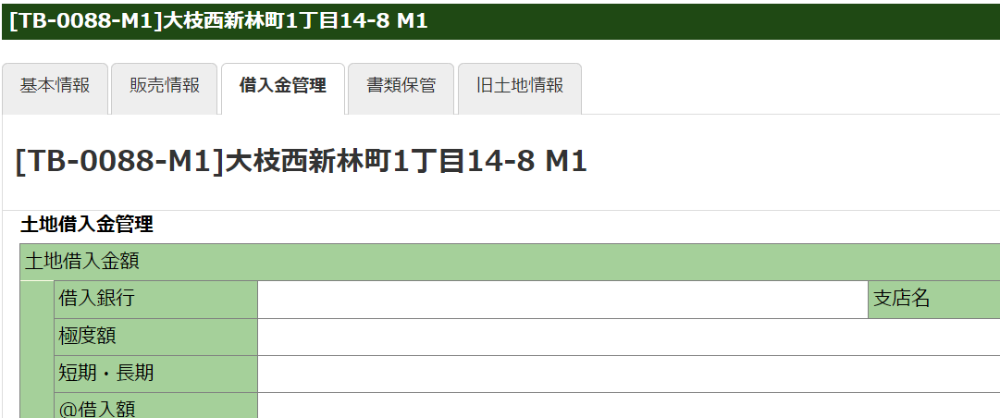 [TB-0088-M1]大枝西新林町1丁目14-8 M1
基本情報 販売情報 借入金管理 書類保管 旧土地情報
[TB-0088-M1]大枝西新林町1丁目14-8 M1
土地借入金管理
土地借入金額
借入銀行 支店名
極度額
短期・長期
@借入額